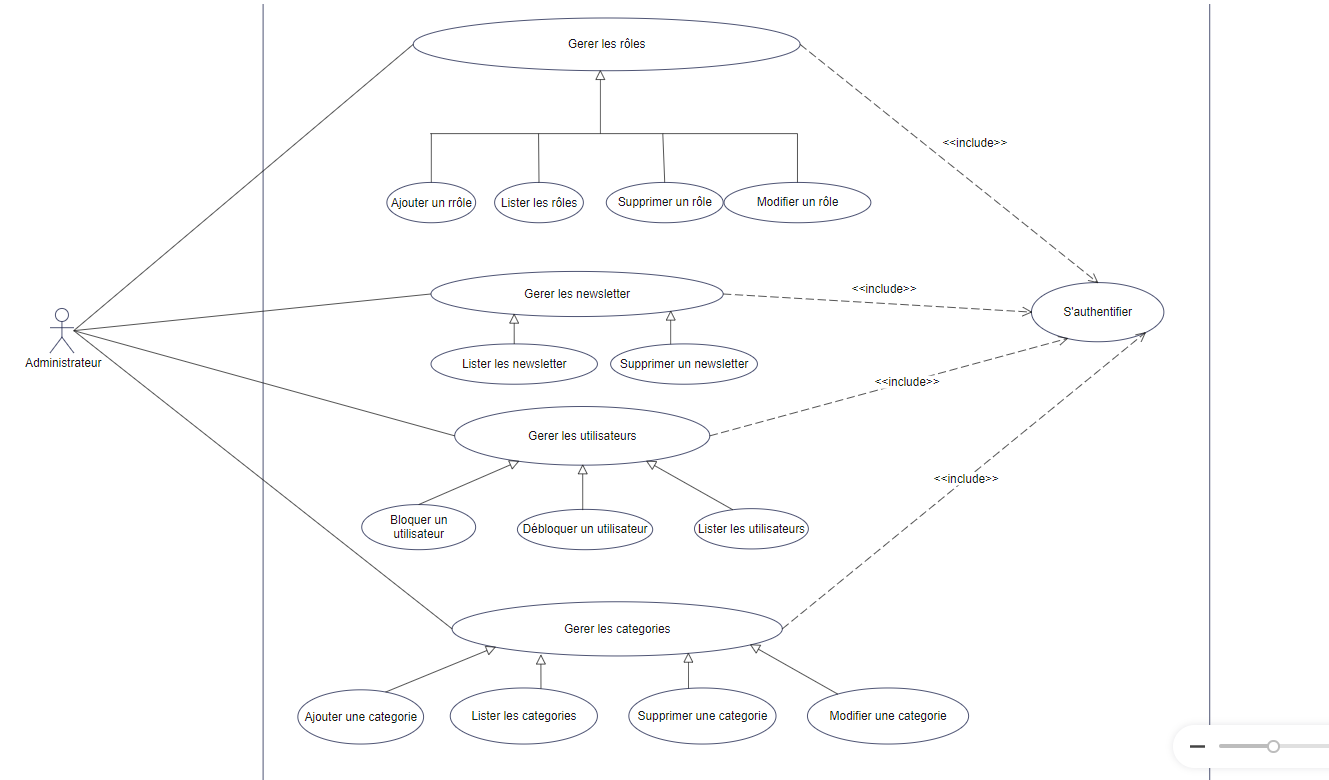 Gerer les rôles
<<include>>
Ajouter un rrôle
Lister les rôles
Supprimer un rôle
Modifier un rôle
Gerer les newsletter
<<include>>
S'authentifier
Administrateur
Lister les newsletter
Supprimer un newsletter
<<include>>
Gerer les utilisateurs
<<include>>
Bloquer un
utilisateur
Débloquer un utilisateur
Lister les utilisateurs
Gerer les categories
Ajouter une categorie
Lister les categories
Supprimer une categorie
Modifier une categorie